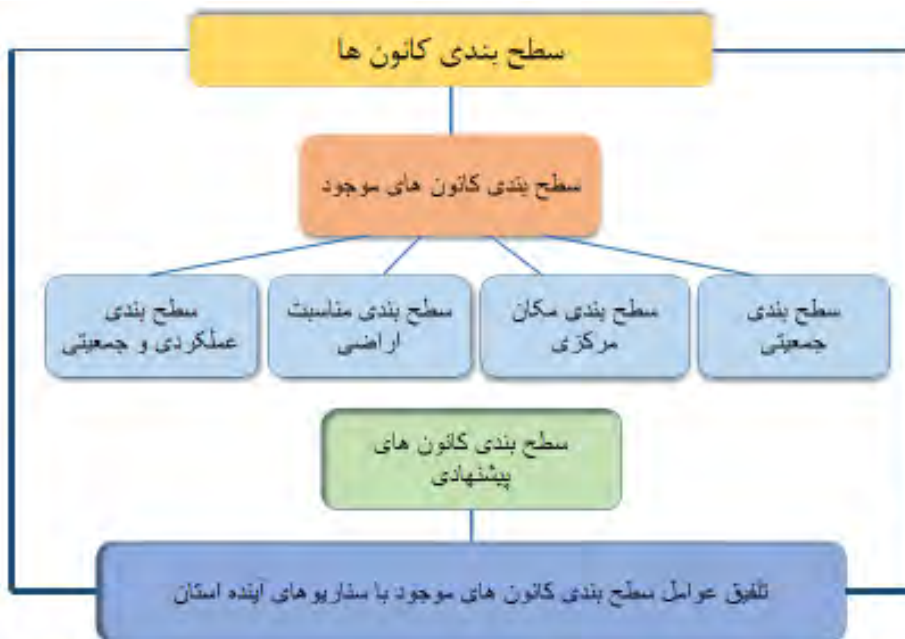 سطح بندی کانون ها
سطح بندی کانون های موجود
سطح بندی
جمعیتی
سطح بندی مکان
مرکزی
سطح بندی مناسبت
اراضی
سطح بندی
عملکردی و جمعیتی
سطح بندی کانون های
پیشنهادی
تلفیق عوامل سطح بندی کانون های موجود با سناریوهای آینده استان